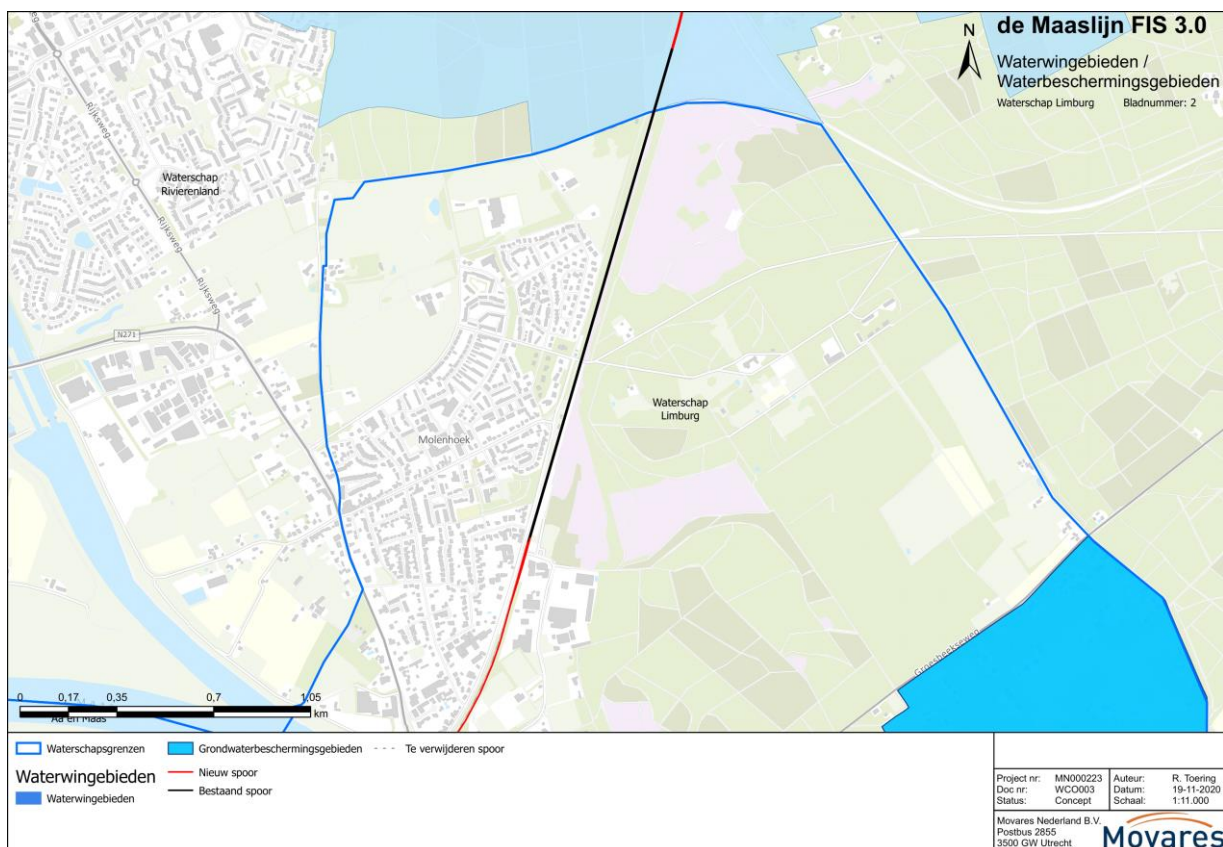 de Maaslijn FIS 3.0
N
Waterwingebieden /
Waterbeschermingsgebieden
Waterschap Limburg Bladnummer: 2
Rijksweg
Waterschap
Rivierenland
Rijksweg
Rijksweg
N271
Waterschap
Limburg
Molenhoek
Groesbeekseweg
0 0,17 0,35 0,7 1,05
km
Aa en Maas
Waterschapsgrenzen
Grondwaterbeschermingsgebieden
Te verwijderen spoor
Waterwingebieden
Nieuw spoor
Waterwingebieden
Bestaand spoor
Project nr: MN000223 Auteur: R. Toering
Doc nr: WCO003 Datum: 19-11-2020
Status: Concept Schaal: 1:11.000
Movares Nederland B.V.
Postbus 2855
3500 GW Utrecht
Movares